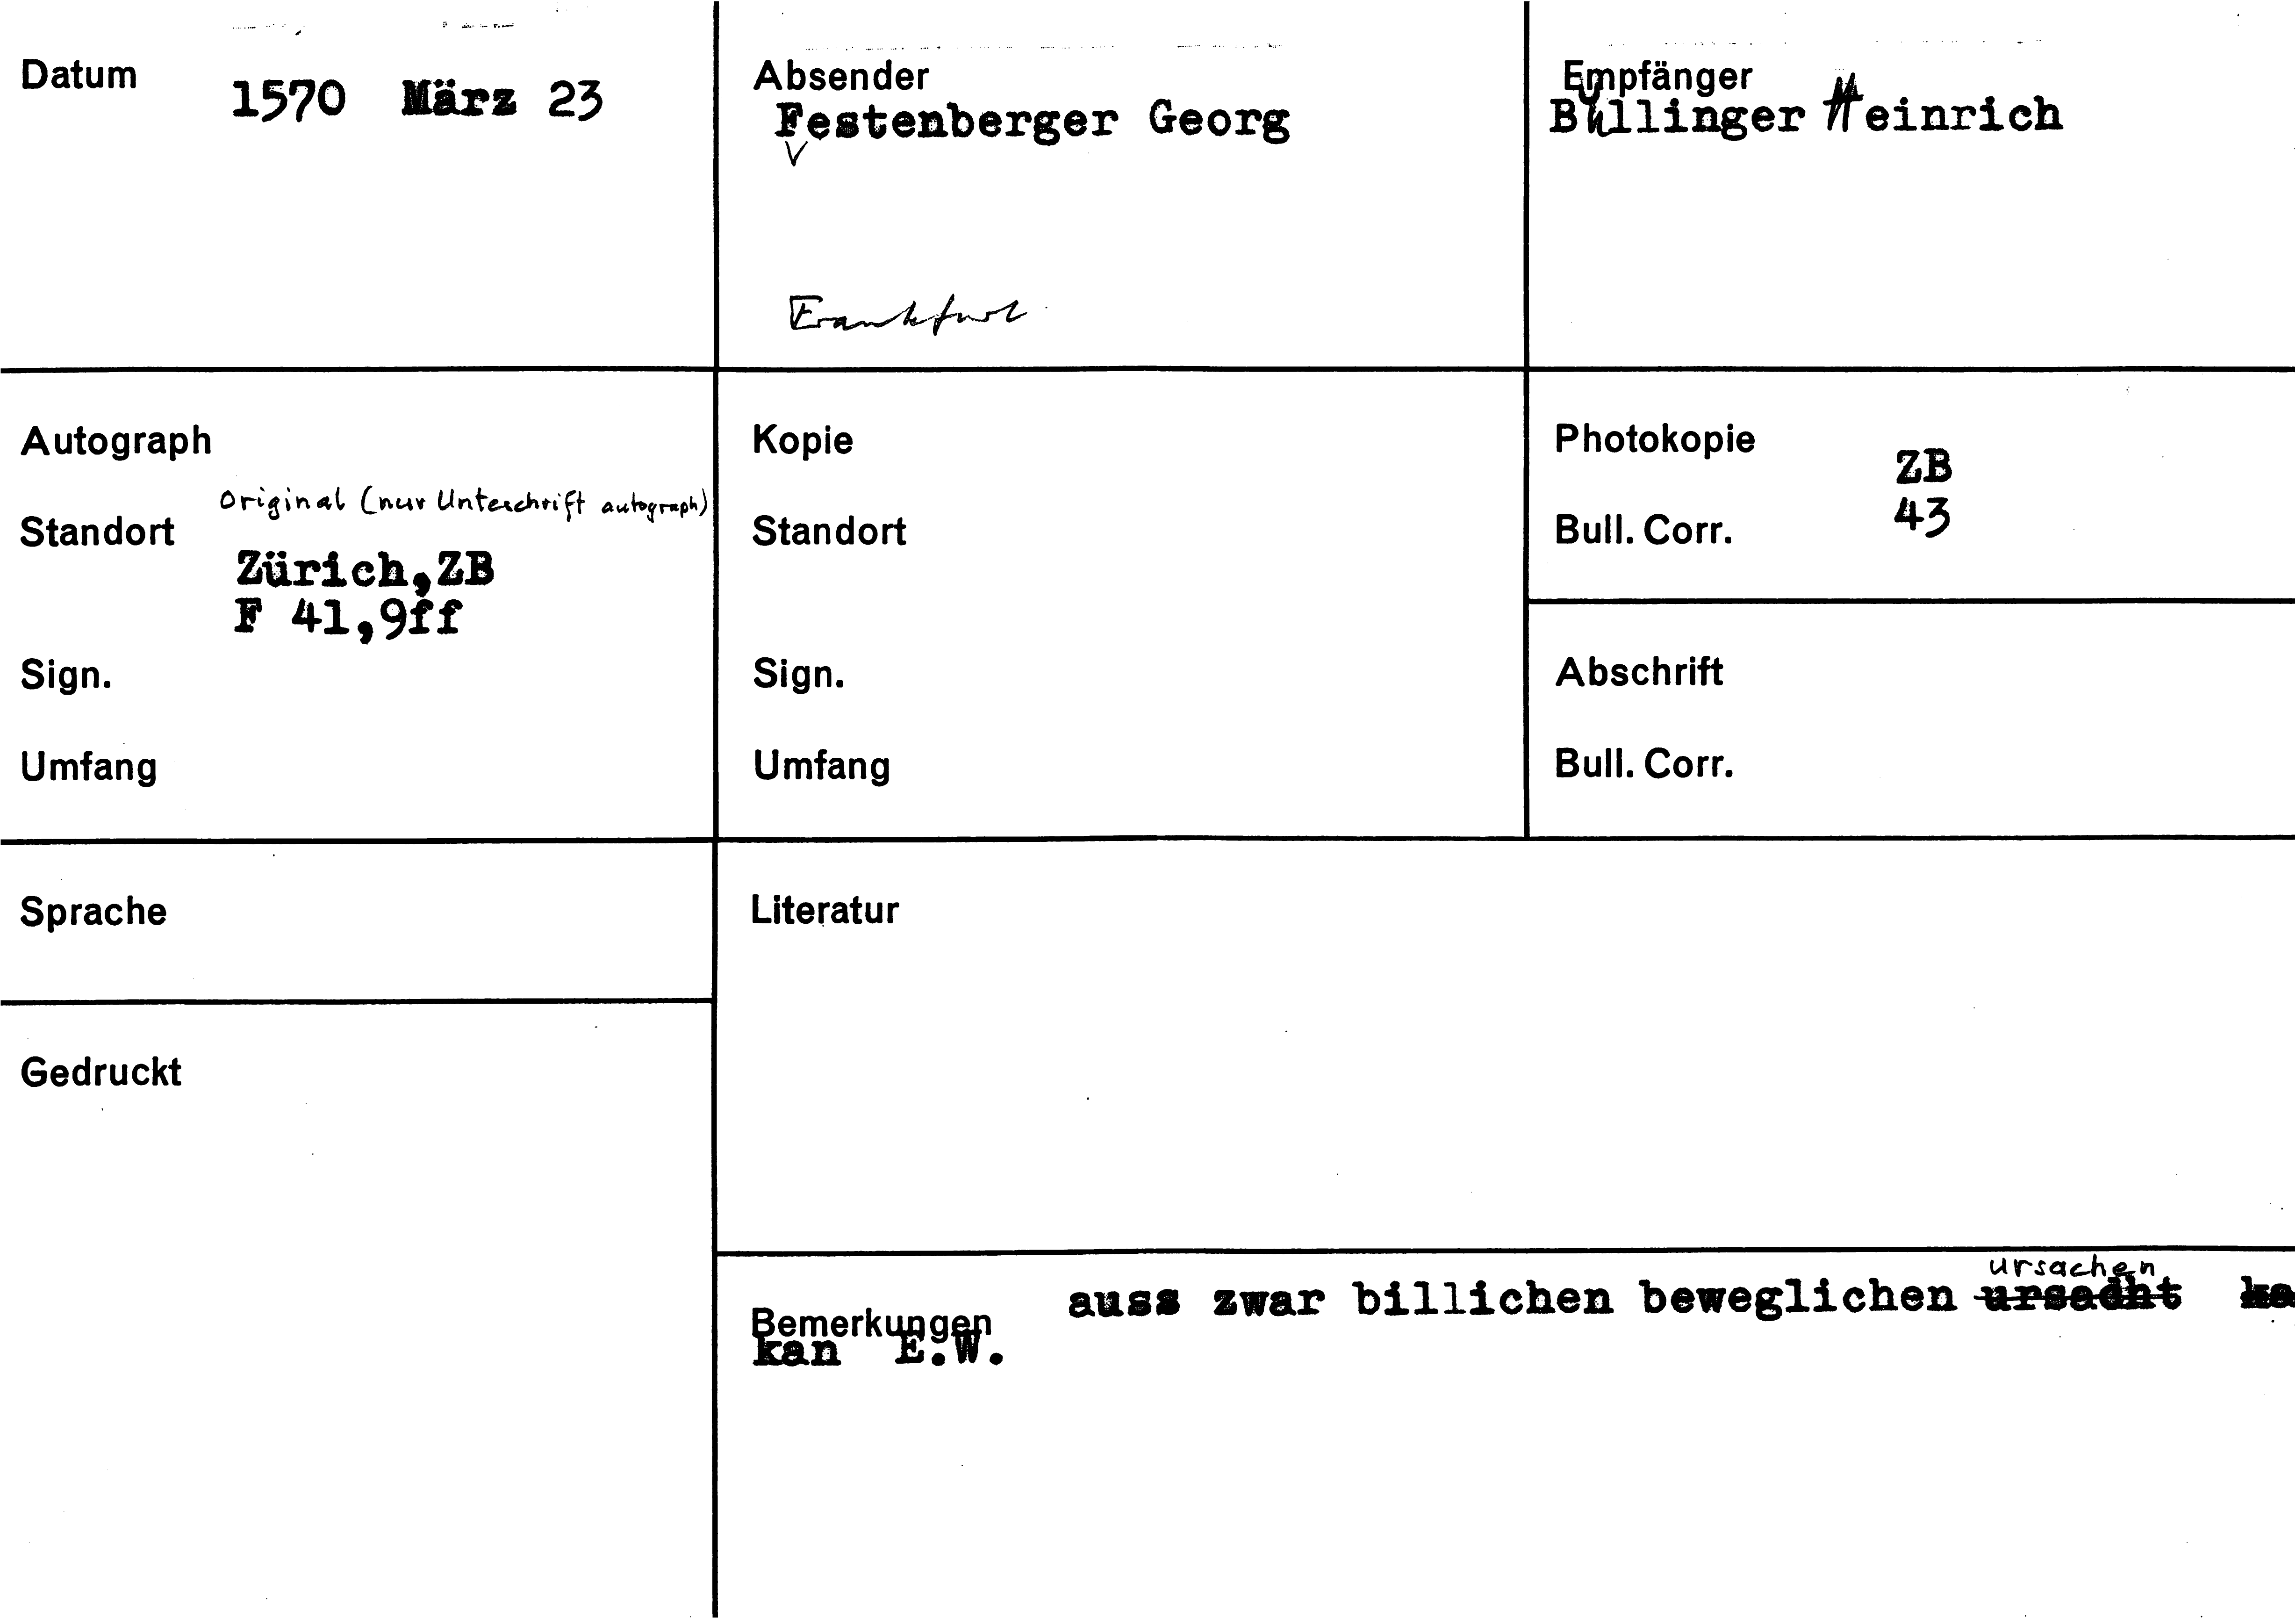 Datum
1570 März 23
Absender
Festenberger Georg
Frankfurt
Empfänger
Bullinger Heinrich
Autograph
Original (nur Unterschrift autograph)
Standort
Zürich,ZB
F 41,9ff
Sign.
Umfang
Kopie
Standort
Sign.
Umfang
Photokopie
ZB
Bull. Corr.
43
Abschrift
Bull. Corr.
Sprache
Gedruckt
Literatur
ursachen
Bemerkungen auss zwar billichen beweglichen ursacht ka
kan E.W.